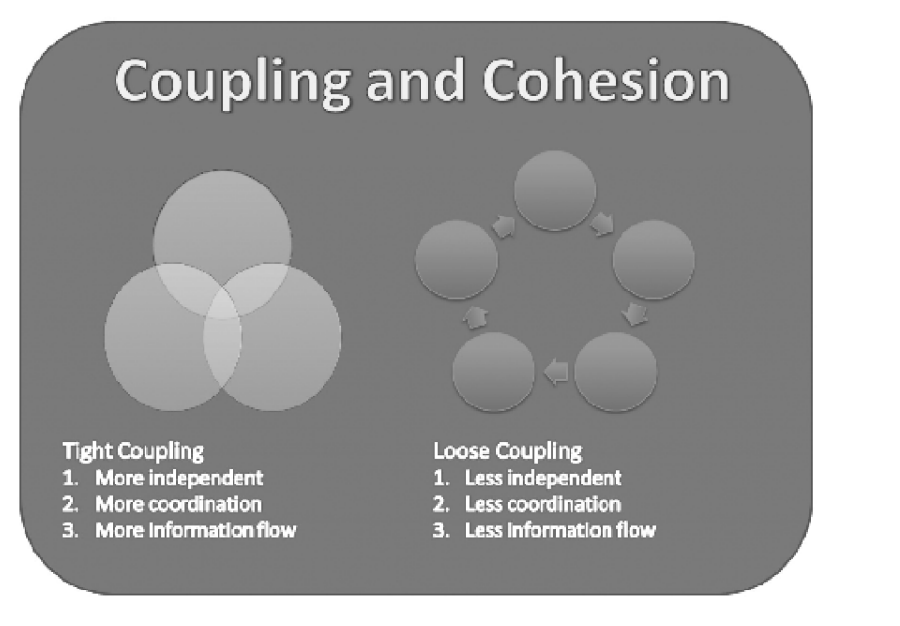 Coupling and Cohesion
Tight Coupling
1. More independent
2. More coordination
3. More information flow
Loose Coupling
1. Less independent
2. Less coordination
3. Less information flow